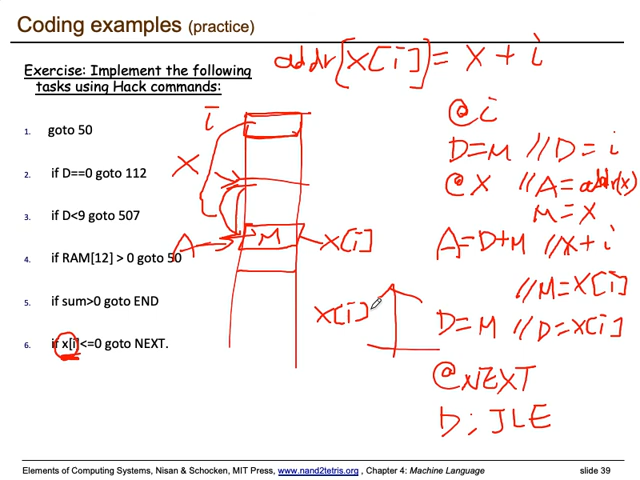 Coding examples (practice)
addr[X[i]] = X + i
Exercise: Implement the following
tasks using Hack commands:
1. goto 50
2. if D==0 goto 112
3. if D<9 goto 507
4. if RAM[12] > 0 goto 50
5. if sum>0 goto END
6. if x[i]<=0 goto NEXT.
i
X
A
M
X[i]
X[i]
@i
D=M //D=i
@X //A=addr(x)
M=X
A=D+M //X+i
//M=X[i]
D=M //D=X[i]
@NEXT
D; JLE
Elements of Computing Systems, Nisan & Schocken, MIT Press, www.nand2tetris.org , Chapter 4: Machine Language
slide 39